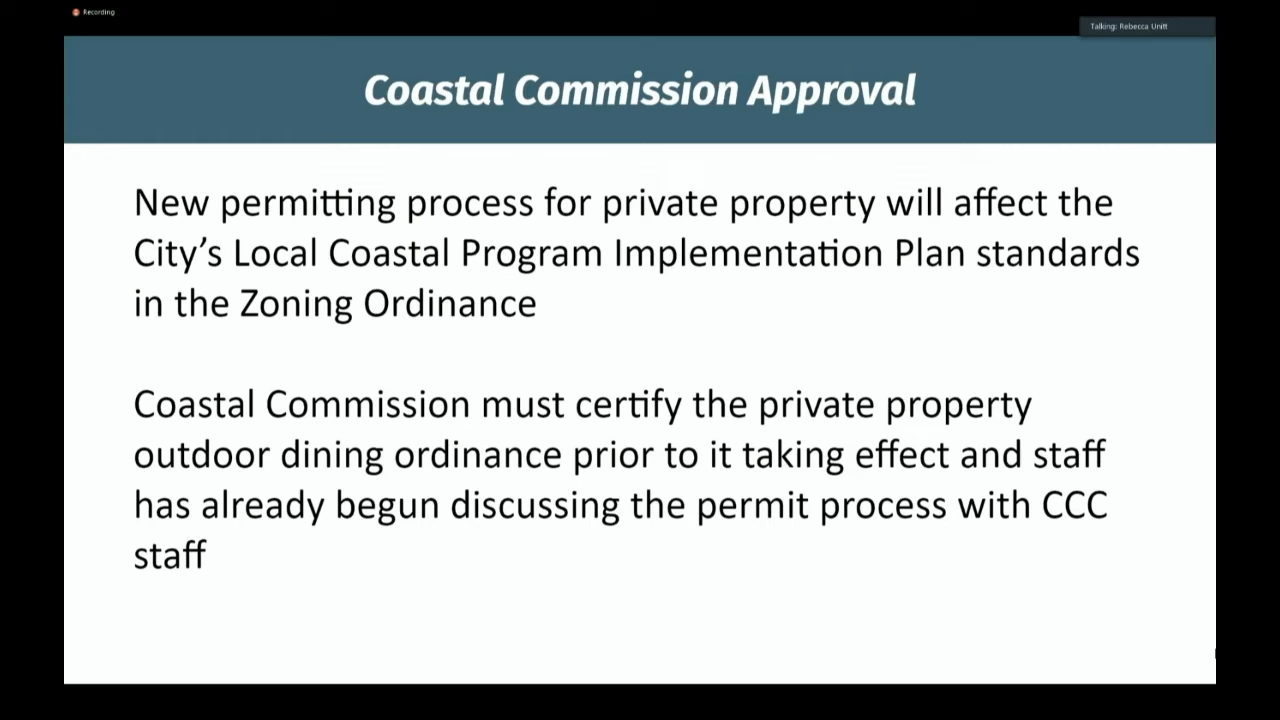 Recording
Talking: Rebecca Unitt
Coastal Commission Approval
New permitting process for private property will affect the
City’s Local Coastal Program Implementation Plan standards
in the Zoning Ordinance
Coastal Commission must certify the private property
outdoor dining ordinance prior to it taking effect and staff
has already begun discussing the permit process with CCC
staff